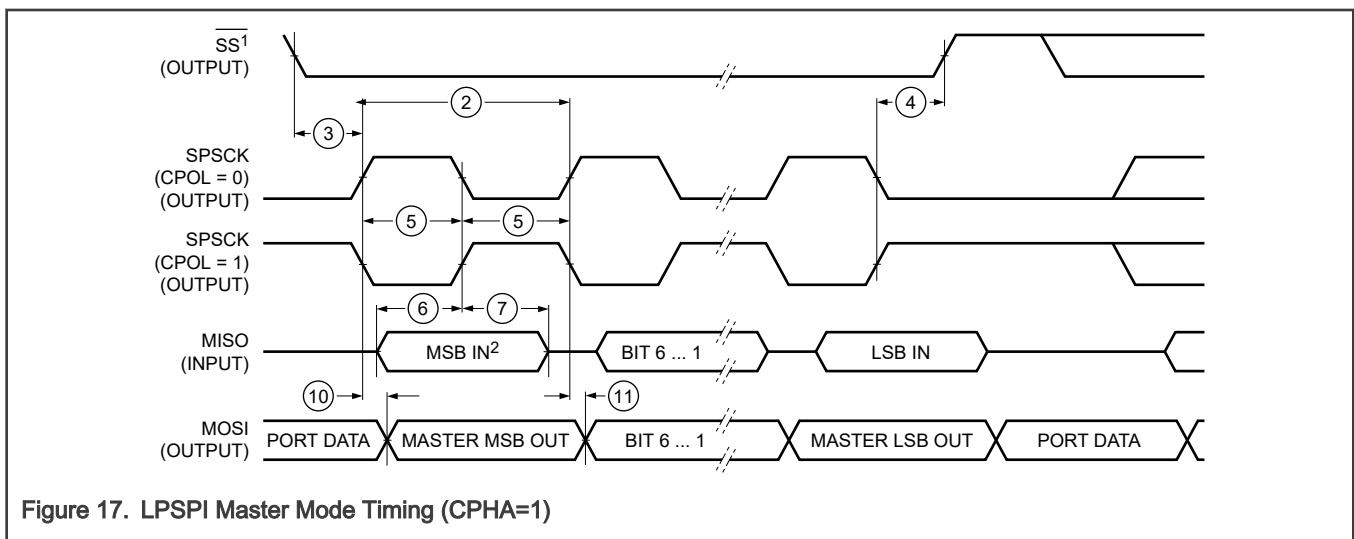 SS¹
(OUTPUT)
2
3
4
SPSCK
(CPOL = 0)
(OUTPUT)
5
5
SPSCK
(CPOL = 1)
(OUTPUT)
6
7
MISO
(INPUT)
MSB IN²
BIT 6 ... 1
LSB IN
10
11
MOSI
(OUTPUT)
PORT DATA
MASTER MSB OUT
BIT 6 ... 1
MASTER LSB OUT
PORT DATA
Figure 17. LPSPI Master Mode Timing (CPHA=1)